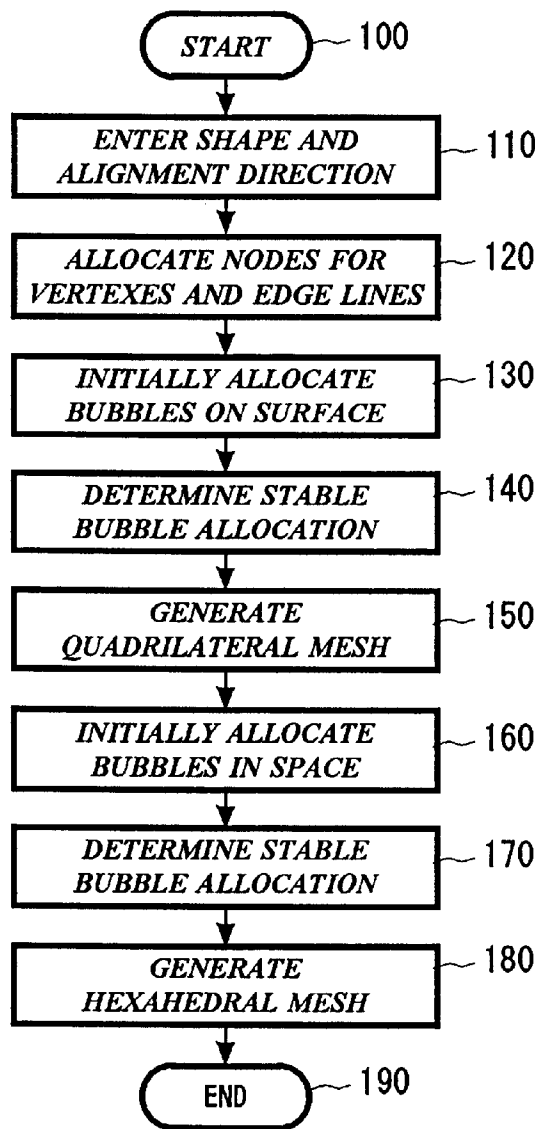 START
100
ENTER SHAPE AND
ALIGNMENT DIRECTION
110
ALLOCATE NODES FOR
VERTEXES AND EDGE LINES
120
INITIALLY ALLOCATE
BUBBLES ON SURFACE
130
DETERMINE STABLE
BUBBLE ALLOCATION
140
GENERATE
QUADRILATERAL MESH
150
INITIALLY ALLOCATE
BUBBLES IN SPACE
160
DETERMINE STABLE
BUBBLE ALLOCATION
170
GENERATE
HEXAHEDRAL MESH
180
END
190